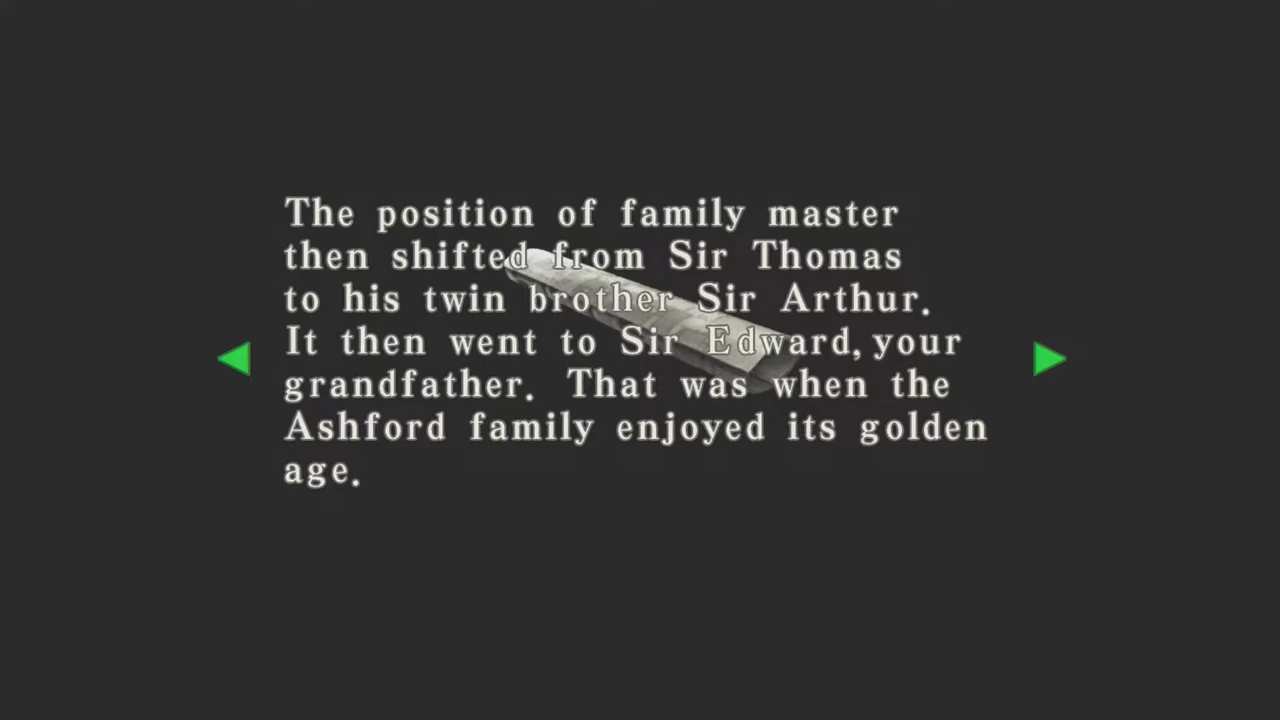 The position of family master
then shifted from Sir Thomas
to his twin brother Sir Arthur.
It then went to Sir Edward, your
grandfather. That was when the
Ashford family enjoyed its golden
age.